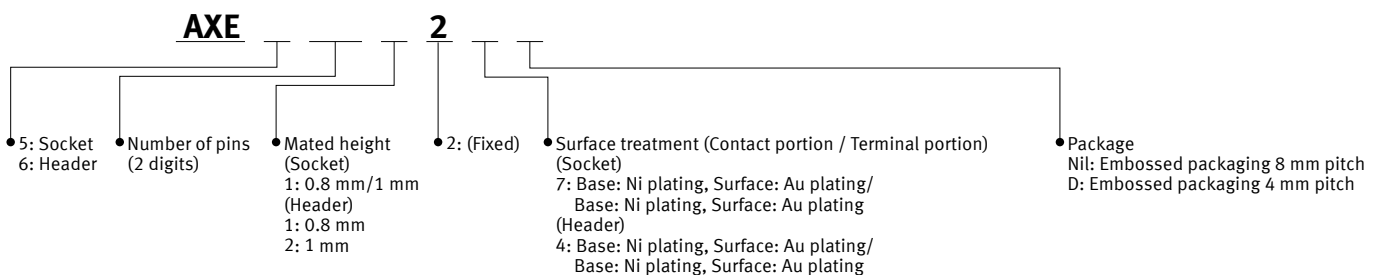 AXE 2
5: Socket
6: Header
Number of pins
(2 digits)
Mated height
(Socket)
1: 0.8 mm/1 mm
(Header)
1: 0.8 mm
2: 1 mm
2: (Fixed)
Surface treatment (Contact portion / Terminal portion)
(Socket)
7: Base: Ni plating, Surface: Au plating/
Base: Ni plating, Surface: Au plating
(Header)
4: Base: Ni plating, Surface: Au plating/
Base: Ni plating, Surface: Au plating
Package
Nil: Embossed packaging 8 mm pitch
D: Embossed packaging 4 mm pitch